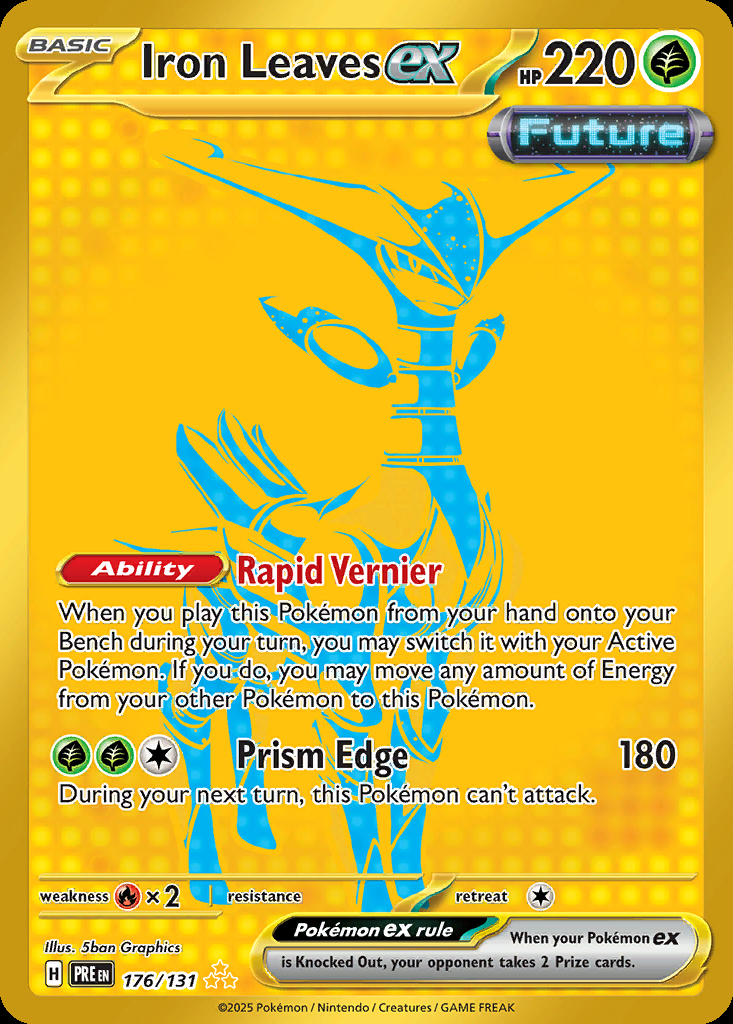 BASIC Iron Leaves ex HP 220
Future
Ability Rapid Vernier
When you play this Pokémon from your hand onto your
Bench during your turn, you may switch it with your Active
Pokémon. If you do, you may move any amount of Energy
from your other Pokémon to this Pokémon.
Prism Edge 180
During your next turn, this Pokémon can't attack.
weakness ×2 resistance retreat
Pokémon ex rule When your Pokémon ex
is Knocked Out, your opponent takes 2 Prize cards.
Illus. 5ban Graphics
H PRE EN 176/131
©2025 Pokémon / Nintendo / Creatures / GAME FREAK